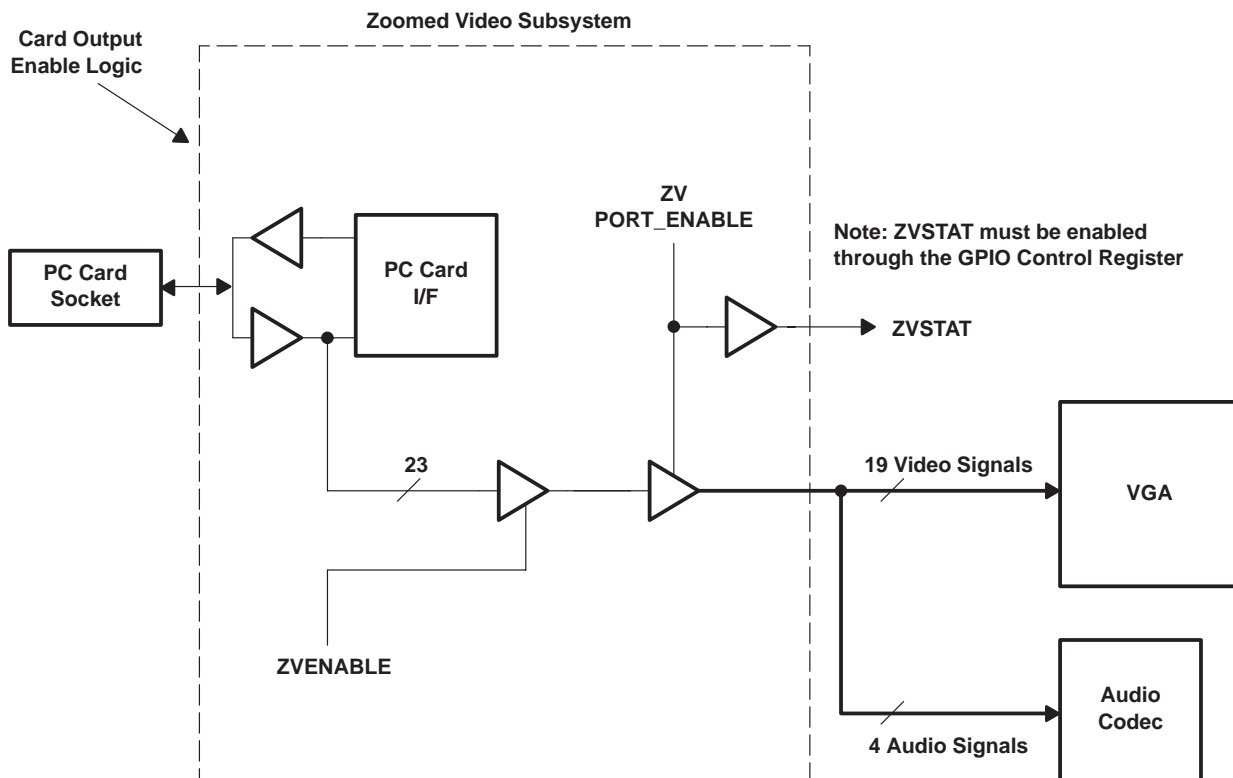 Zoomed Video Subsystem
Card Output
Enable Logic
ZV
PORT_ENABLE
Note: ZVSTAT must be enabled
through the GPIO Control Register
PC Card
Socket
PC Card
I/F
ZVSTAT
23
19 Video Signals
VGA
ZVENABLE
Audio
Codec
4 Audio Signals